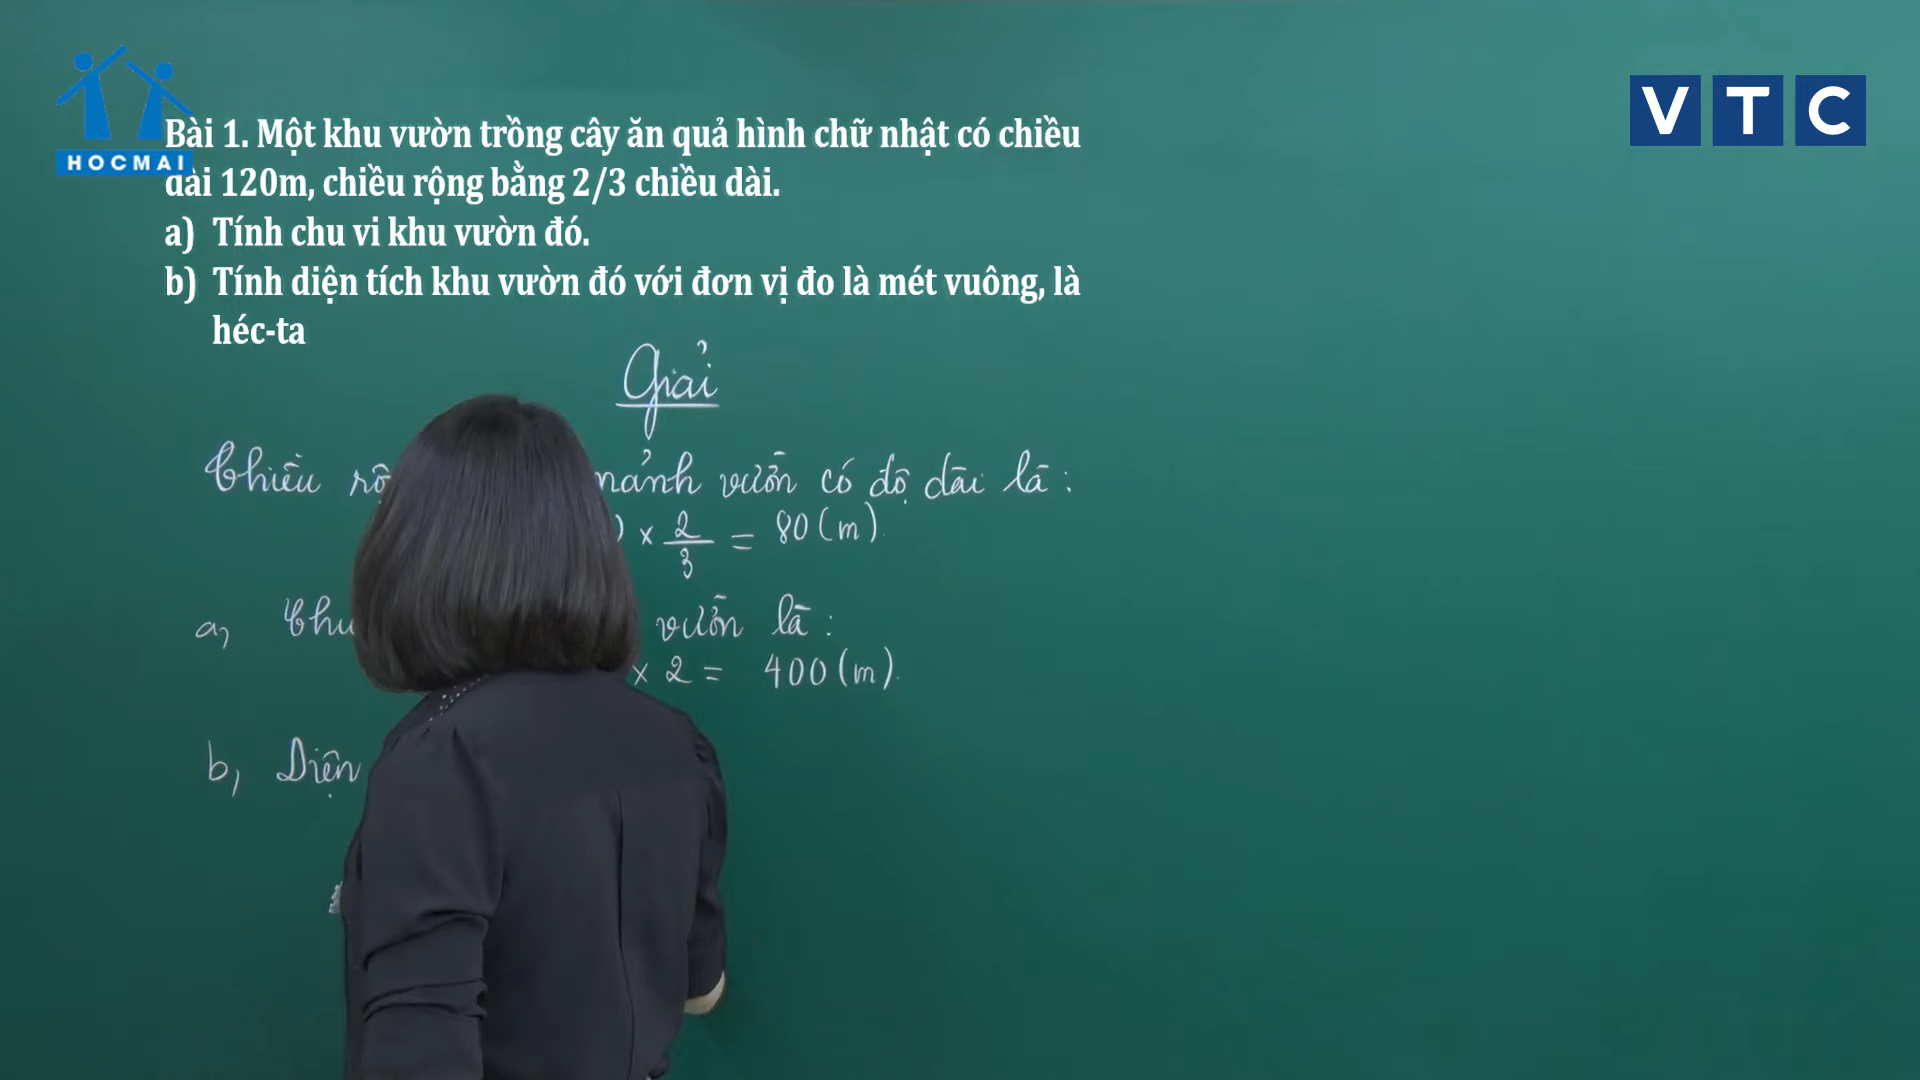 HOCMAI
VTC
Bài 1. Một khu vườn trồng cây ăn quả hình chữ nhật có chiều
dài 120m, chiều rộng bằng 2/3 chiều dài.
a) Tính chu vi khu vườn đó.
b) Tính diện tích khu vườn đó với đơn vị đo là mét vuông, là
héc-ta
Giải
Chiều mảnh vườn có độ dài là :
× 2/3 = 80 (m)
a, Chu vườn là :
× 2 = 400 (m).
b, Diện